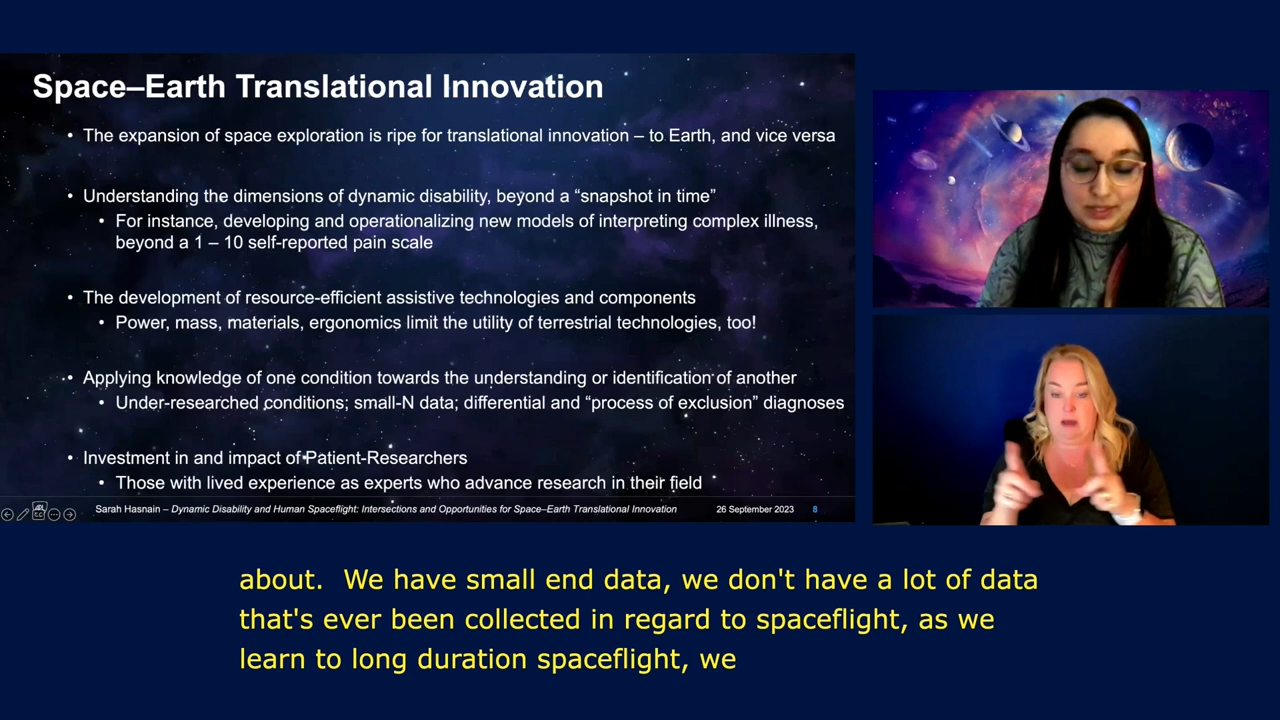 Space–Earth Translational Innovation
• The expansion of space exploration is ripe for translational innovation – to Earth, and vice versa
• Understanding the dimensions of dynamic disability, beyond a “snapshot in time”
• For instance, developing and operationalizing new models of interpreting complex illness,
beyond a 1 – 10 self-reported pain scale
• The development of resource-efficient assistive technologies and components
• Power, mass, materials, ergonomics limit the utility of terrestrial technologies, too!
• Applying knowledge of one condition towards the understanding or identification of another
• Under-researched conditions; small-N data; differential and “process of exclusion” diagnoses
• Investment in and impact of Patient-Researchers
• Those with lived experience as experts who advance research in their field
Sarah Hasnain – Dynamic Disability and Human Spaceflight: Intersections and Opportunities for Space–Earth Translational Innovation 26 September 2023 8
about.  We have small end data, we don't have a lot of data
that's ever been collected in regard to spaceflight, as we
learn to long duration spaceflight, we